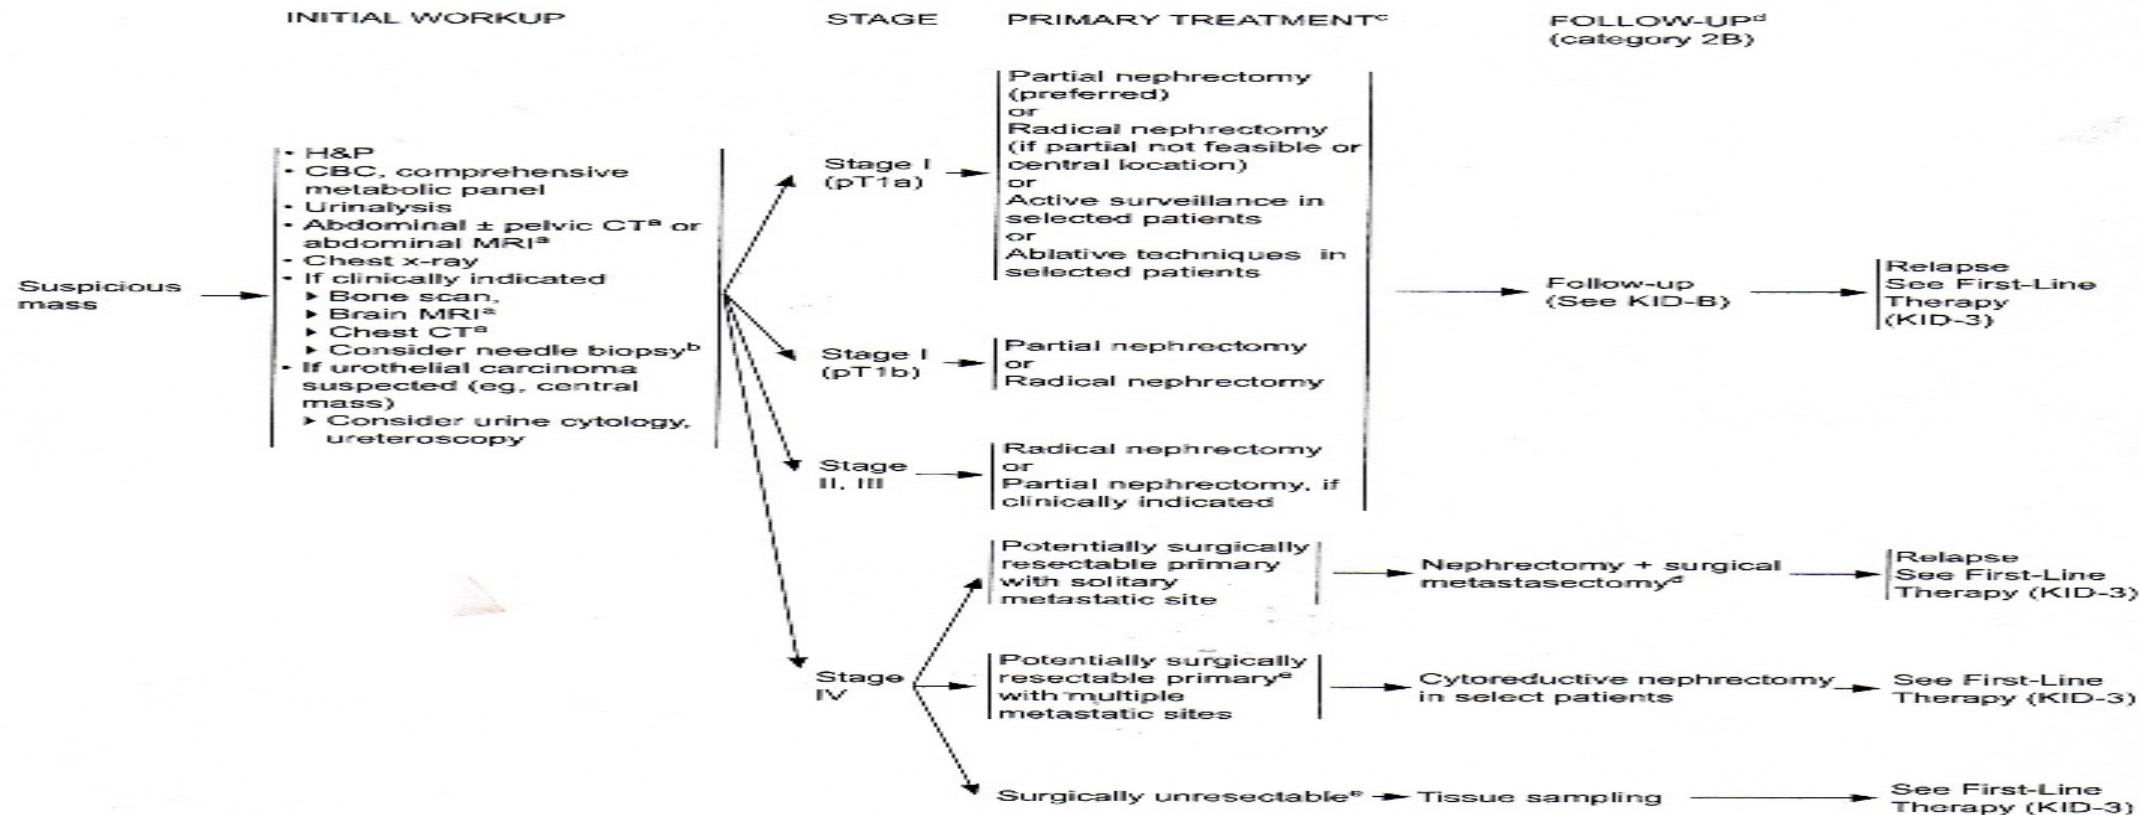 INITIAL WORKUP
STAGE
PRIMARY TREATMENTᶜ
FOLLOW-UPᵈ
(category 2B)
Suspicious
mass
• H&P
• CBC, comprehensive
metabolic panel
• Urinalysis
• Abdominal ± pelvic CTᵃ or
abdominal MRIᵃ
• Chest x-ray
• If clinically indicated
▸ Bone scan,
▸ Brain MRIᵃ
▸ Chest CTᵃ
▸ Consider needle biopsyᵇ
• If urothelial carcinoma
suspected (eg, central
mass)
▸ Consider urine cytology,
ureteroscopy
Stage I
(pT1a)
Partial nephrectomy
(preferred)
or
Radical nephrectomy
(if partial not feasible or
central location)
or
Active surveillance in
selected patients
or
Ablative techniques in
selected patients
Stage I
(pT1b)
Partial nephrectomy
or
Radical nephrectomy
Stage
II, III
Radical nephrectomy
or
Partial nephrectomy, if
clinically indicated
Follow-up
(See KID-B)
Relapse
See First-Line
Therapy
(KID-3)
Stage
IV
Potentially surgically
resectable primary
with solitary
metastatic site
Nephrectomy + surgical
metastasectomyᵈ
Relapse
See First-Line
Therapy (KID-3)
Potentially surgically
resectable primaryᵉ
with multiple
metastatic sites
Cytoreductive nephrectomy
in select patients
See First-Line
Therapy (KID-3)
Surgically unresectableᵉ
Tissue sampling
See First-Line
Therapy (KID-3)